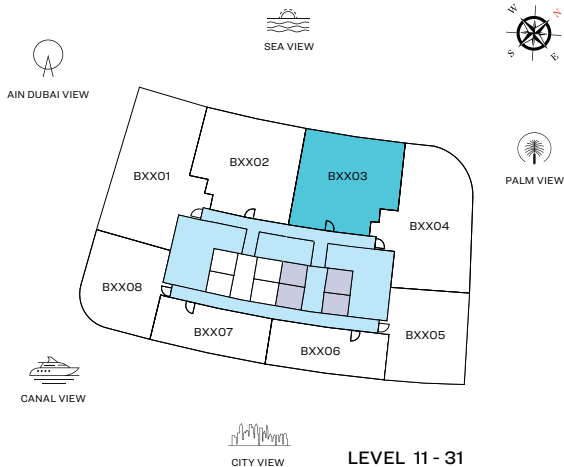 SEA VIEW
W
N
S
E
AIN DUBAI VIEW
PALM VIEW
BXX01
BXX02
BXX03
BXX04
BXX08
BXX07
BXX06
BXX05
CANAL VIEW
CITY VIEW
LEVEL 11 - 31